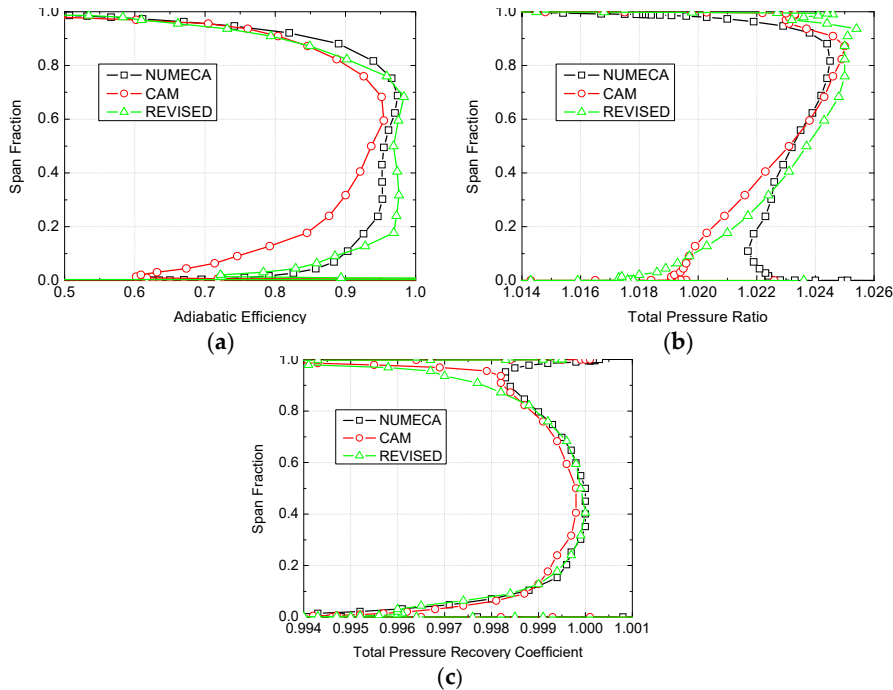 1.0
0.8
0.6
0.4
0.2
0.0
0.5 0.6 0.7 0.8 0.9 1.0
Span Fraction
Adiabatic Efficiency
NUMECA
CAM
REVISED
(a)
1.0
0.8
0.6
0.4
0.2
0.0
1.014 1.016 1.018 1.020 1.022 1.024 1.026
Span Fraction
Total Pressure Ratio
NUMECA
CAM
REVISED
(b)
1.0
0.8
0.6
0.4
0.2
0.0
0.994 0.995 0.996 0.997 0.998 0.999 1.000 1.001
Span Fraction
Total Pressure Recovery Coefficient
NUMECA
CAM
REVISED
(c)